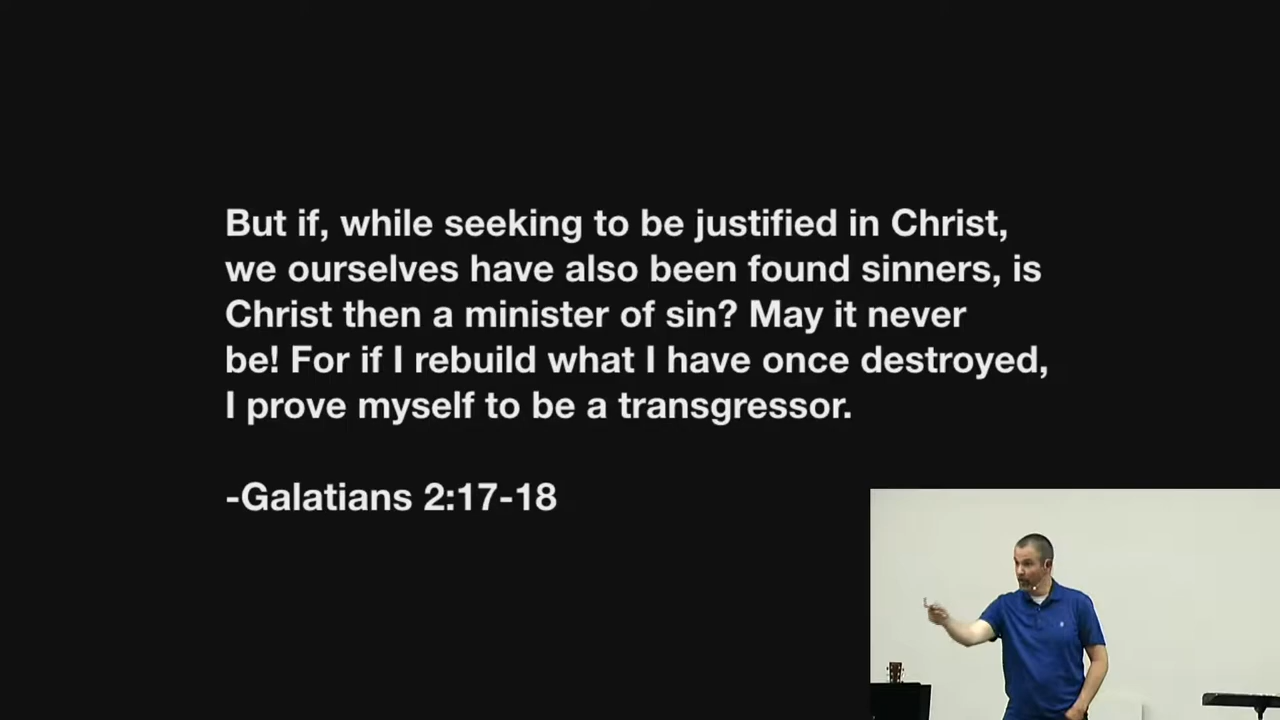 But if, while seeking to be justified in Christ,
we ourselves have also been found sinners, is
Christ then a minister of sin? May it never
be! For if I rebuild what I have once destroyed,
I prove myself to be a transgressor.
-Galatians 2:17-18